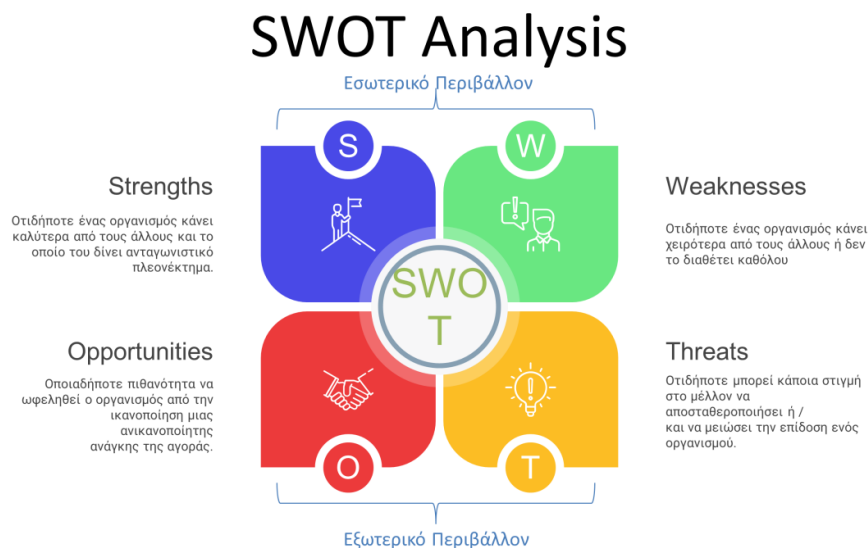 SWOT Analysis
Εσωτερικό Περιβάλλον
S
W
Strengths
Οτιδήποτε ένας οργανισμός κάνει
καλύτερα από τους άλλους και το
οποίο του δίνει ανταγωνιστικό
πλεονέκτημα.
Weaknesses
Οτιδήποτε ένας οργανισμός κάνει
χειρότερα από τους άλλους ή δεν
το διαθέτει καθόλου
SWO
T
Opportunities
Οποιαδήποτε πιθανότητα να
ωφεληθεί ο οργανισμός από την
ικανοποίηση μιας
ανικανοποίητης
ανάγκης της αγοράς.
Threats
Οτιδήποτε μπορεί κάποια στιγμή
στο μέλλον να
αποσταθεροποιήσει ή /
και να μειώσει την επίδοση ενός
οργανισμού.
O
T
Εξωτερικό Περιβάλλον